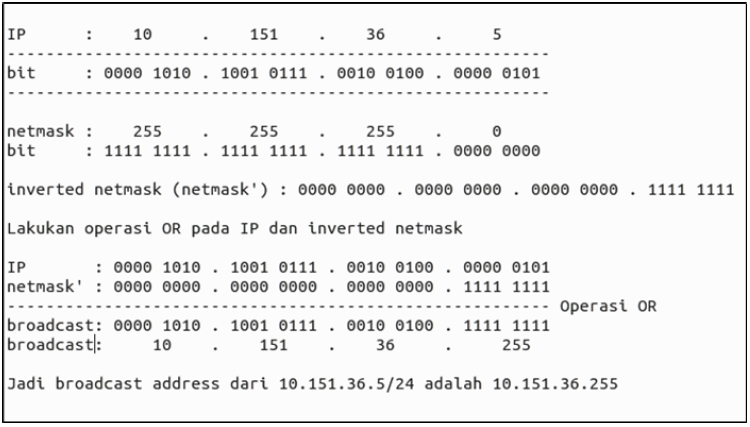 IP      :     10      .     151     .     36      .      5
-------------------------------------------------------
bit     : 0000 1010 . 1001 0111 . 0010 0100 . 0000 0101
-------------------------------------------------------
netmask :     255     .     255     .     255     .      0
bit     : 1111 1111 . 1111 1111 . 1111 1111 . 0000 0000
inverted netmask (netmask') : 0000 0000 . 0000 0000 . 0000 0000 . 1111 1111
Lakukan operasi OR pada IP dan inverted netmask
IP       : 0000 1010 . 1001 0111 . 0010 0100 . 0000 0101
netmask' : 0000 0000 . 0000 0000 . 0000 0000 . 1111 1111
------------------------------------------------------- Operasi OR
broadcast: 0000 1010 . 1001 0111 . 0010 0100 . 1111 1111
broadcast:     10     .    151     .    36      .     255
Jadi broadcast address dari 10.151.36.5/24 adalah 10.151.36.255